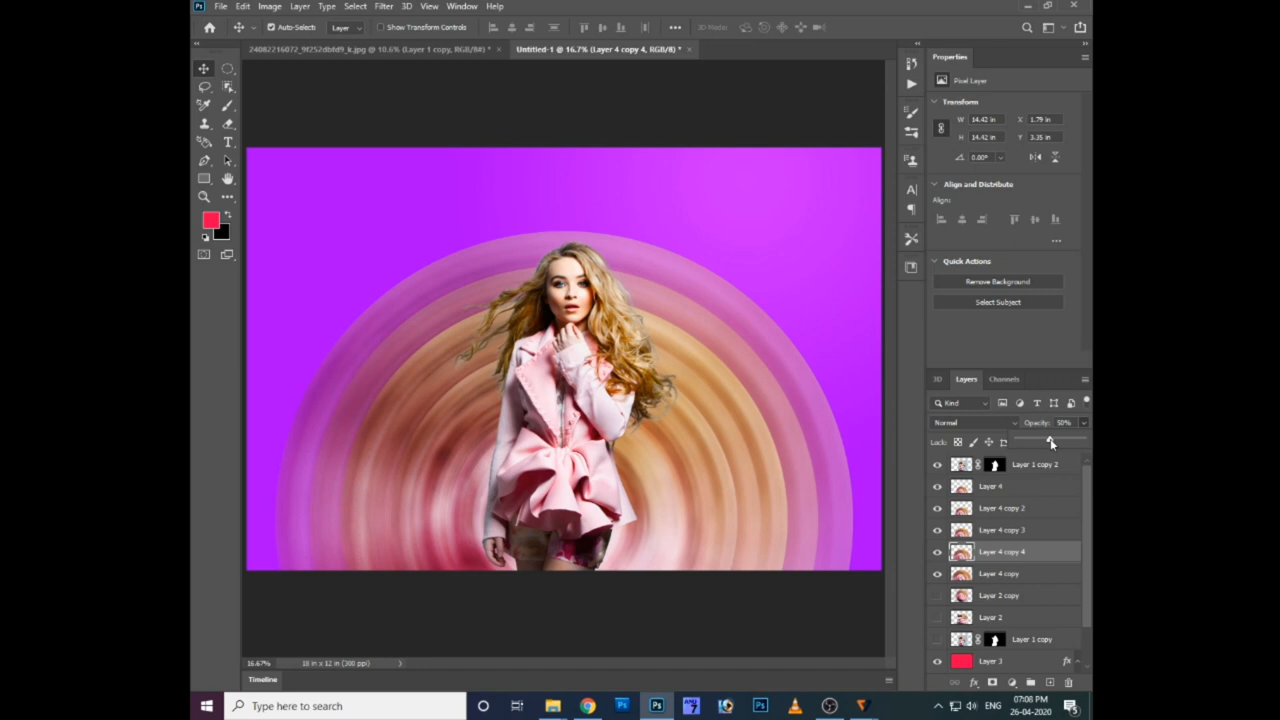 Ps File Edit Image Layer Type Select Filter 3D View Window Help
Auto-Select: Layer Show Transform Controls ••• 3D Mode:
24082216072_9f252dbfd9_k.jpg @ 10.6% (Layer 1 copy, RGB/8#) * × Untitled-1 @ 16.7% (Layer 4 copy 4, RGB/8) * ×
Properties
Pixel Layer
Transform
W 14.42 in X 1.79 in
H 14.42 in Y 3.35 in
0.00°
Align and Distribute
Align:
•••
Quick Actions
Remove Background
Select Subject
3D Layers Channels
Kind
Normal Opacity: 50%
Lock:
Layer 1 copy 2
Layer 4
Layer 4 copy 2
Layer 4 copy 3
Layer 4 copy 4
Layer 4 copy
Layer 2 copy
Layer 2
Layer 1 copy
Layer 3 fx
16.67% 18 in x 12 in (300 ppi)
Timeline
Type here to search
ENG
07:08 PM
26-04-2020